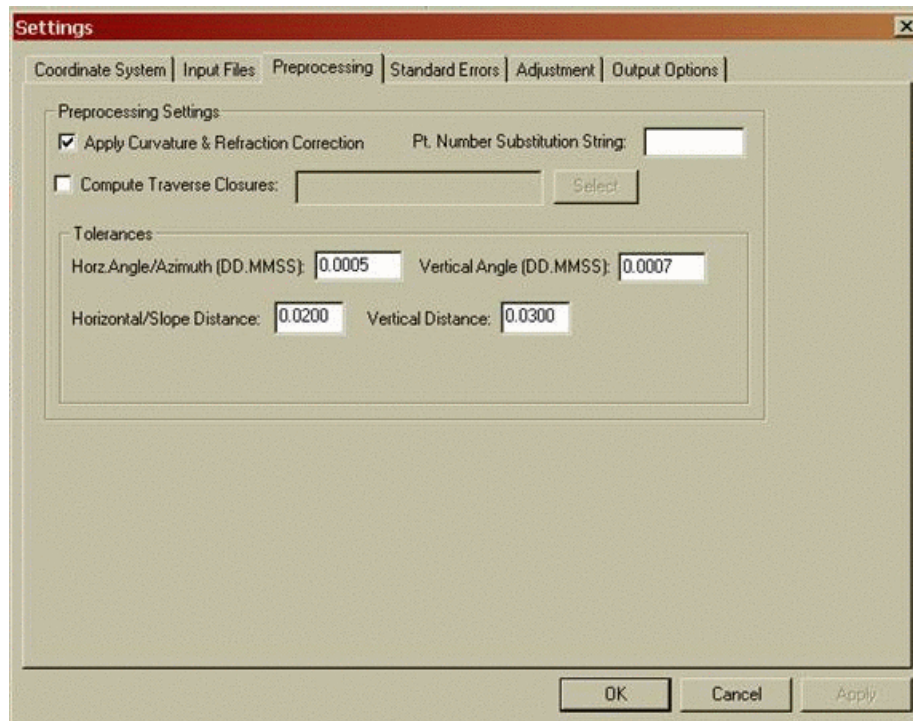 Settings
Coordinate System Input Files Preprocessing Standard Errors Adjustment Output Options
Preprocessing Settings
Apply Curvature & Refraction Correction Pt. Number Substitution String:
Compute Traverse Closures: Select
Tolerances
Horz.Angle/Azimuth (DD.MMSS): 0.0005 Vertical Angle (DD.MMSS): 0.0007
Horizontal/Slope Distance: 0.0200 Vertical Distance: 0.0300
OK Cancel Apply